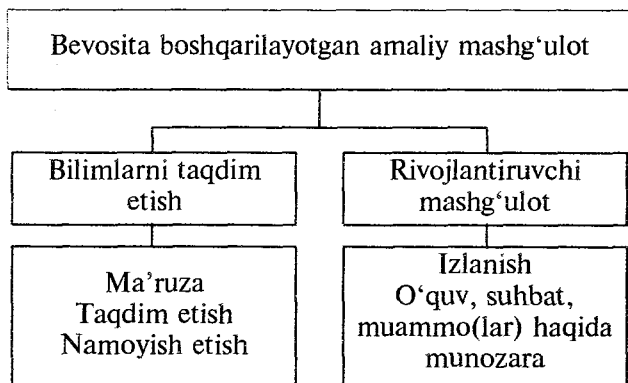 Bevosita boshqarilayotgan amaliy mashg‘ulot
Bilimlarni taqdim
etish
Rivojlantiruvchi
mashg‘ulot
Ma’ruza
Taqdim etish
Namoyish etish
Izlanish
O‘quv, suhbat,
muammo(lar) haqida
munozara